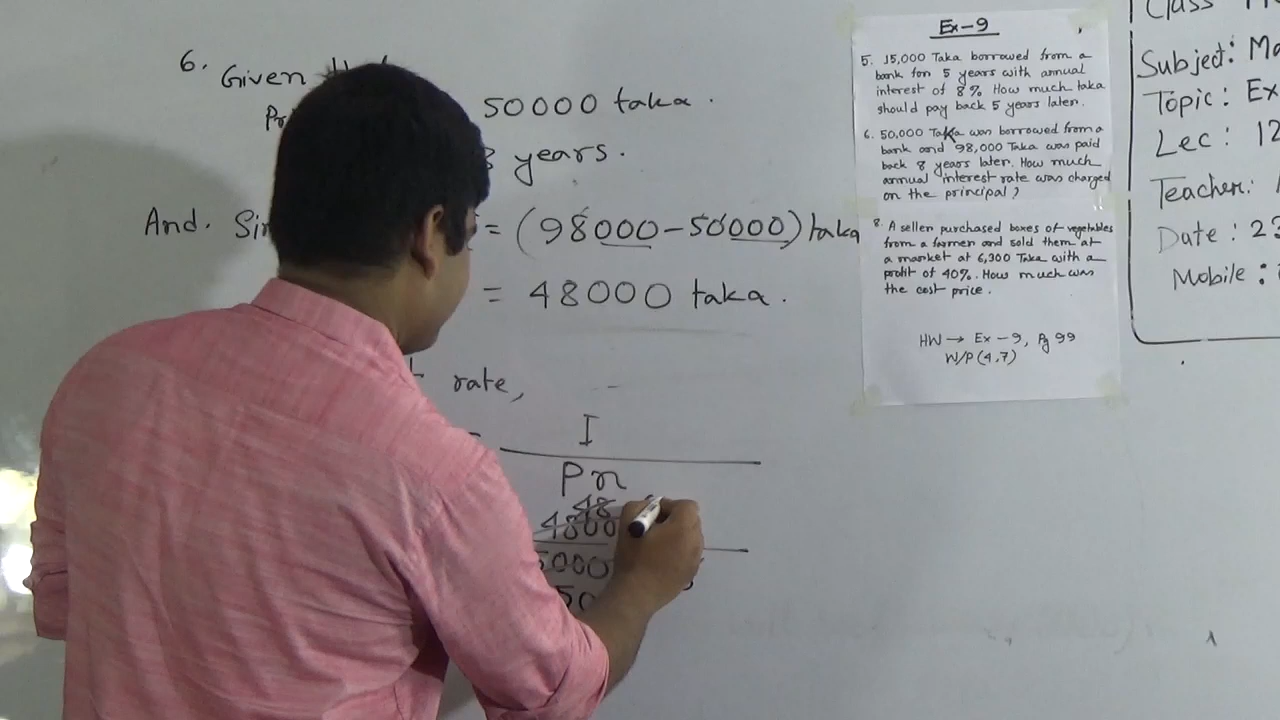 6. Given
50000 taka.
years.
And. = (98000 – 50000) taka
= 48000 taka.
rate,
I
Pn
48
4800
Ex-9
5. 15,000 Taka borrowed from a
bank for 5 years with annual
interest of 8%. How much taka
should pay back 5 years later.
6. 50,000 Taka was borrowed from a
bank and 98,000 Taka was paid
back 8 years later. How much
annual interest rate was charged
on the principal?
8. A seller purchased boxes of vegetables
from a farmer and sold them at
a market at 6,300 Taka with a
profit of 40%. How much was
the cost price.
HW → Ex-9, Pg 99
W/P (4,7)
Class
Subject: Ma
Topic: Ex
Lec: 12
Teacher:
Date: 2
Mobile: